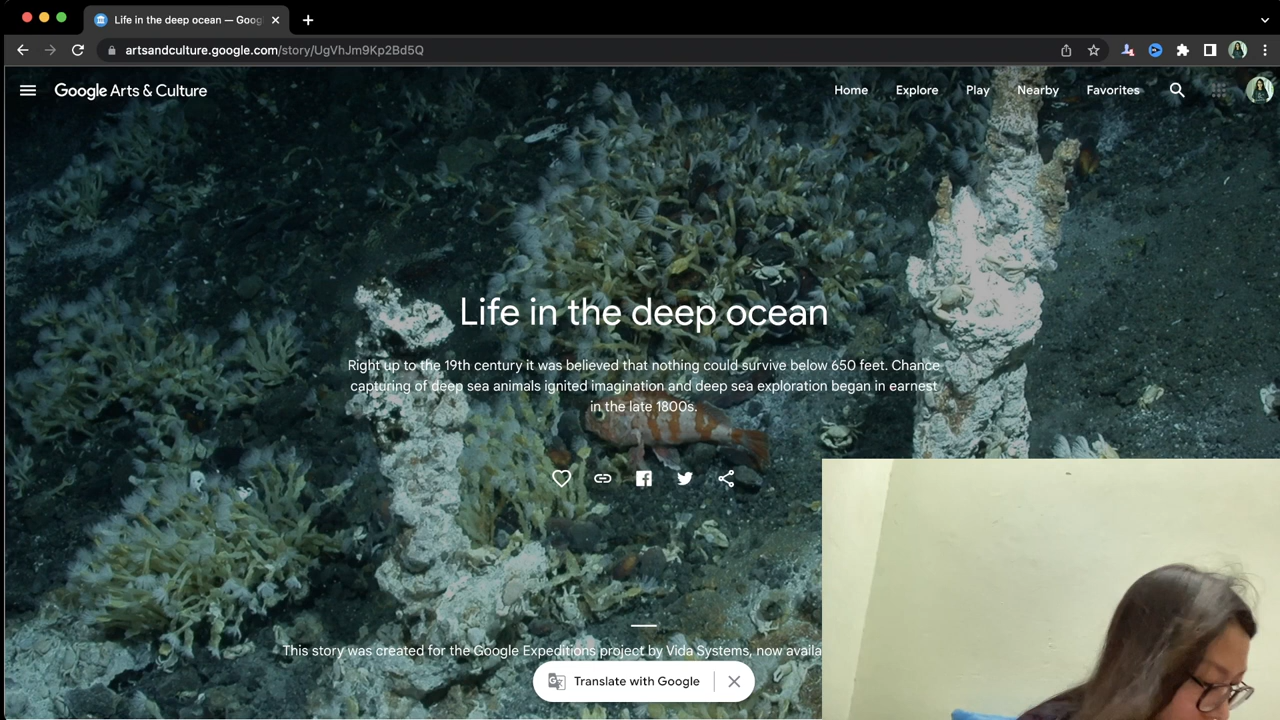 Life in the deep ocean — Goog
artsandculture.google.com/story/UgVhJm9Kp2Bd5Q
Google Arts & Culture
Home
Explore
Play
Nearby
Favorites
Life in the deep ocean
Right up to the 19th century it was believed that nothing could survive below 650 feet. Chance
capturing of deep sea animals ignited imagination and deep sea exploration began in earnest
in the late 1800s.
This story was created for the Google Expeditions project by Vida Systems, now availa
Translate with Google